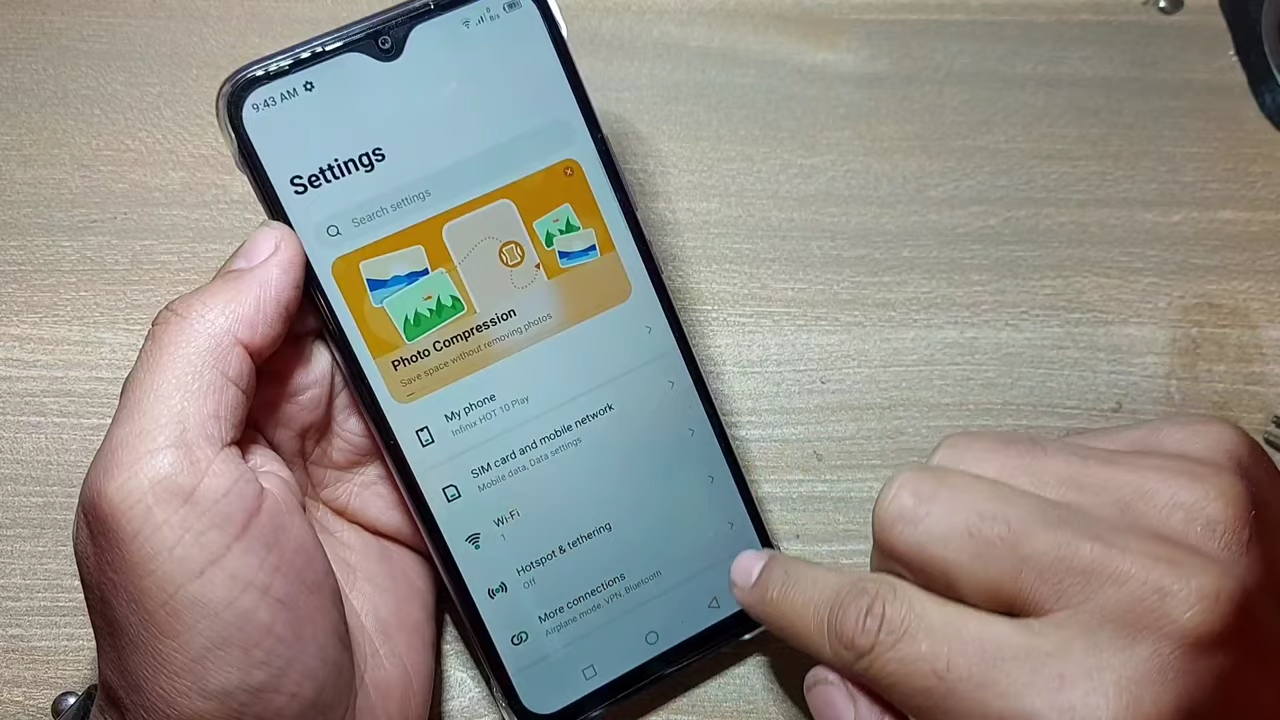 9:43 AM
0
B/s
Settings
Search settings
Photo Compression
Save space without removing photos
My phone
Infinix HOT 10 Play
SIM card and mobile network
Mobile data, Data settings
Wi-Fi
1
Hotspot & tethering
Off
More connections
Airplane mode, VPN, Bluetooth